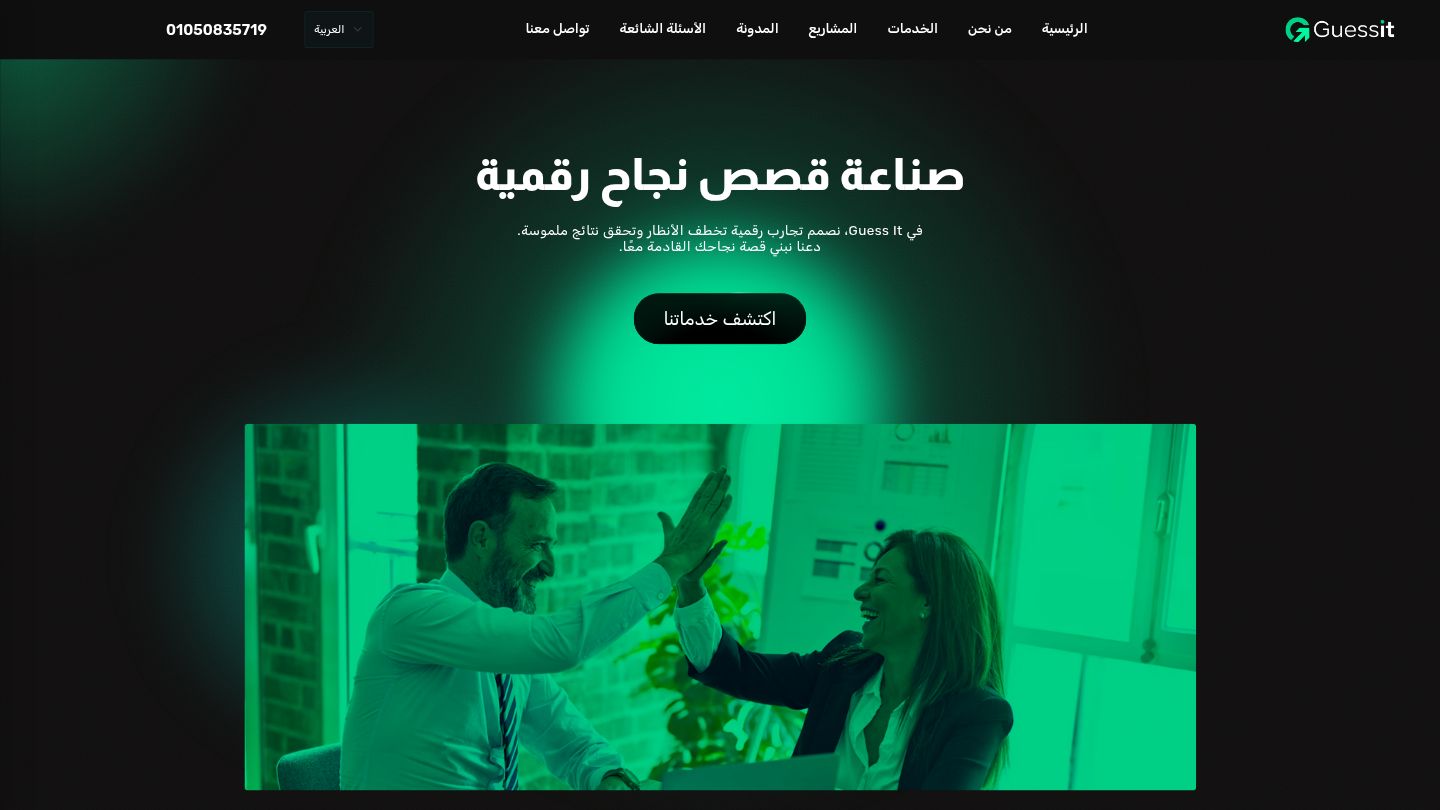 Guessit
الرئيسية
من نحن
الخدمات
المشاريع
المدونة
الأسئلة الشائعة
تواصل معنا
العربية
01050835719
صناعة قصص نجاح رقمية
في Guess It، نصمم تجارب رقمية تخطف الأنظار وتحقق نتائج ملموسة.
دعنا نبني قصة نجاحك القادمة معًا.
اكتشف خدماتنا